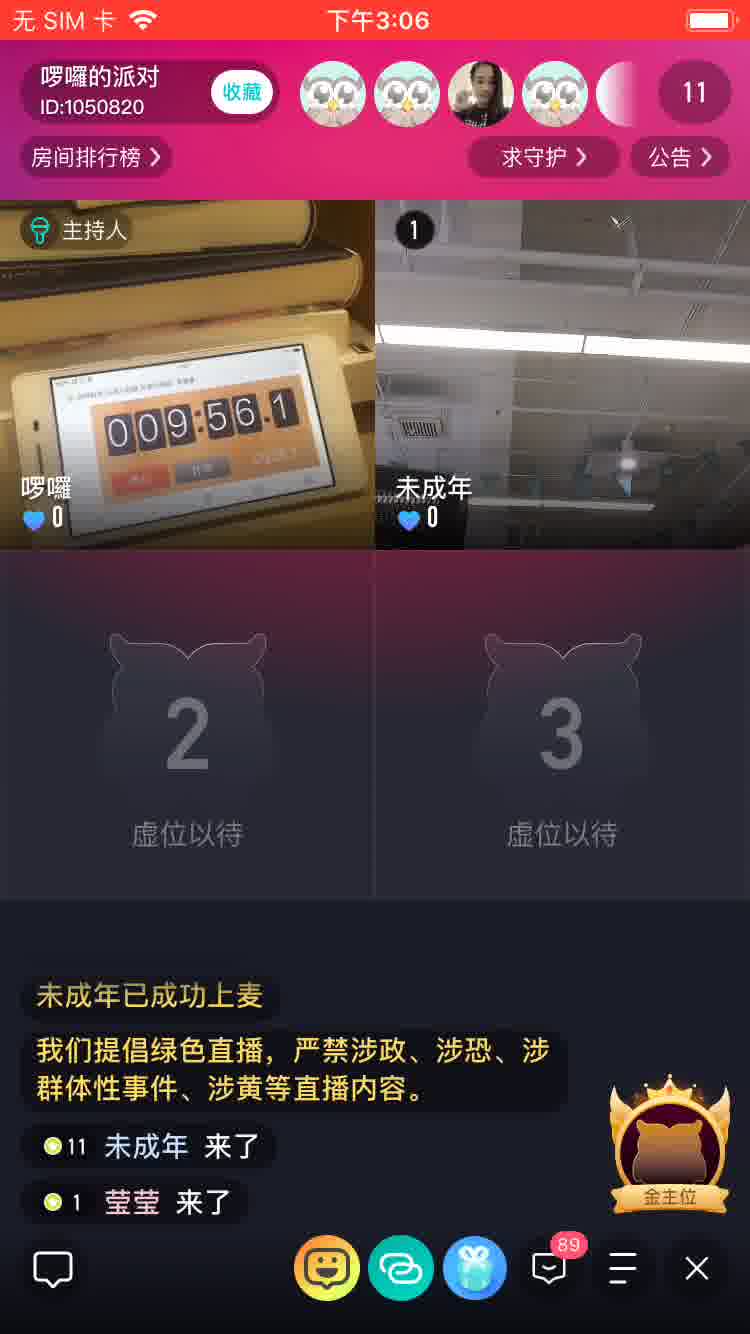 无 SIM 卡
下午3:06
啰囉的派对
ID:1050820
收藏
11
房间排行榜
求守护
公告
主持人
1
009:56.1
啰囉
0
未成年
0
2
虚位以待
3
虚位以待
未成年已成功上麦
我们提倡绿色直播，严禁涉政、涉恐、涉
群体性事件、涉黄等直播内容。
11 未成年 来了
1 莹莹 来了
金主位
89